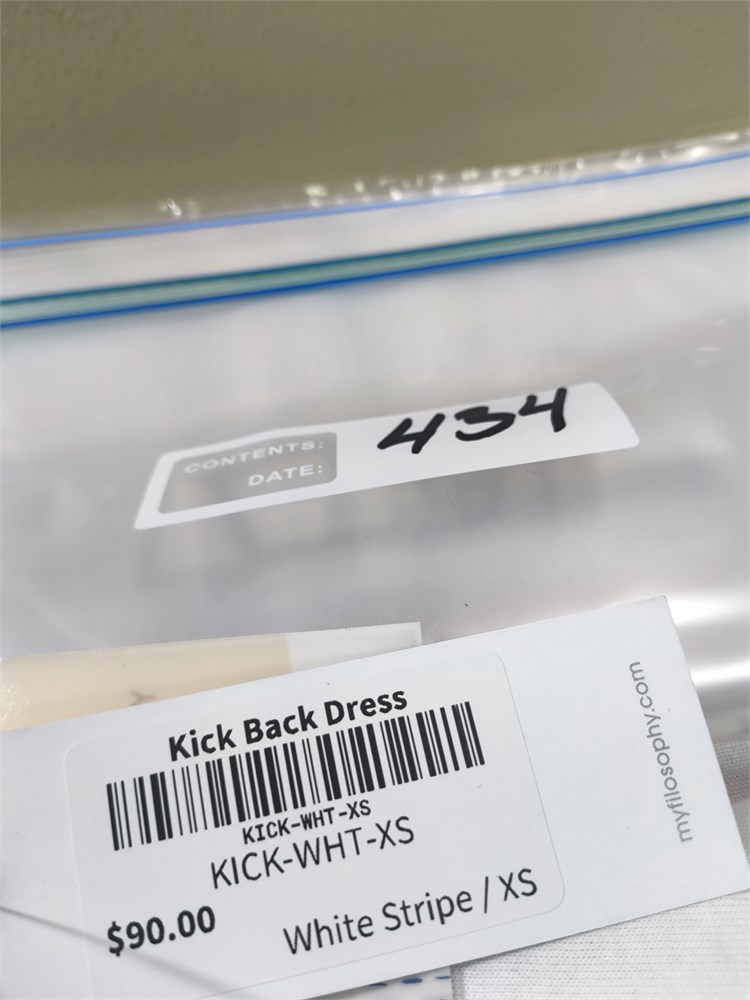 CONTENTS:
DATE:
434
Kick Back Dress
KICK-WHT-XS
KICK-WHT-XS
$90.00
White Stripe / XS
myfilosophy.com